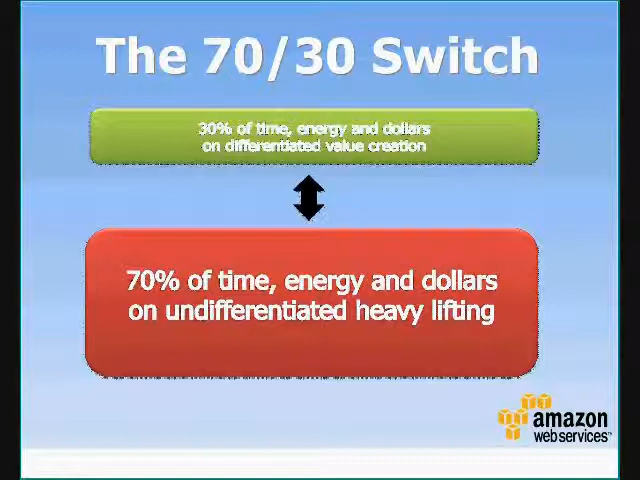 The 70/30 Switch
30% of time, energy and dollars
on differentiated value creation
70% of time, energy and dollars
on undifferentiated heavy lifting
amazon
webservices™